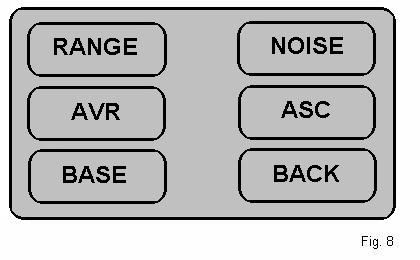 RANGE NOISE
AVR ASC
BASE BACK
Fig. 8